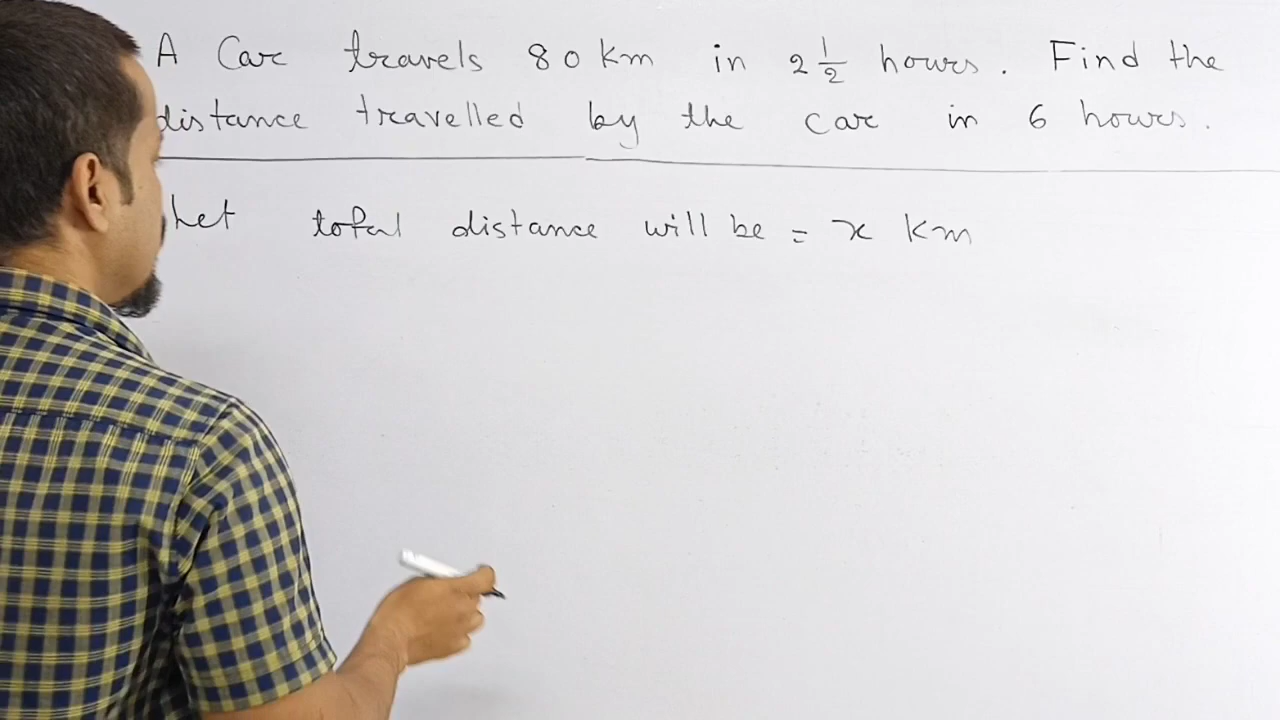 A Car travels 80 km in 2 1/2 hours. Find the
distance travelled by the car in 6 hours.
Let total distance will be = x km